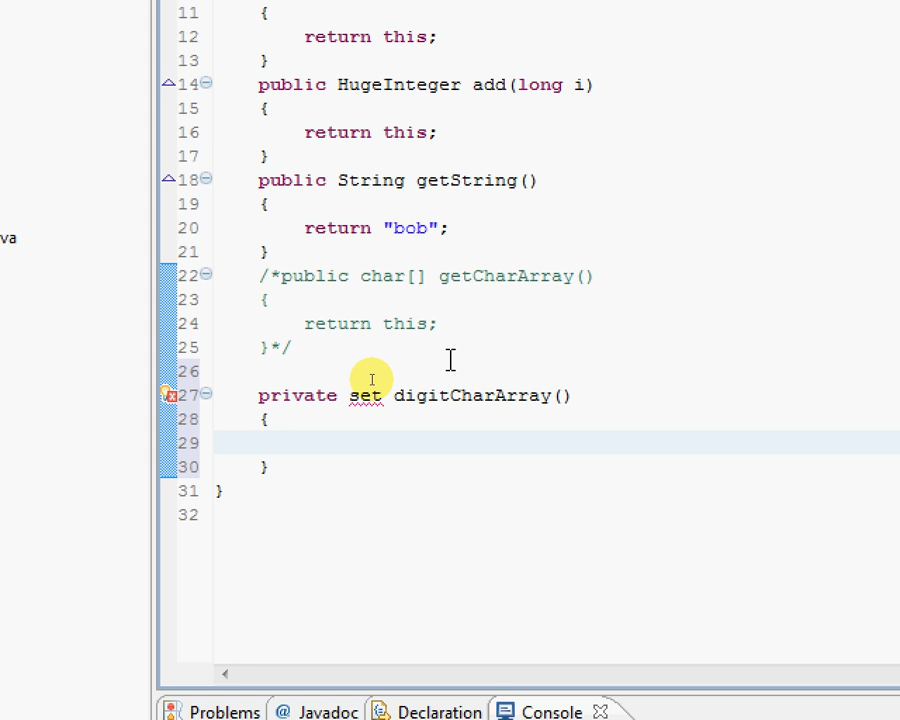 11 {
12 return this;
13 }
14 public HugeInteger add(long i)
15 {
16 return this;
17 }
18 public String getString()
va
19 {
20 return "bob";
21 }
22 /*public char[] getCharArray()
23 {
24 return this;
25 }*/
26
27 private set digitCharArray()
28 {
29
30 }
31 }
32
Problems @ Javadoc Declaration Console